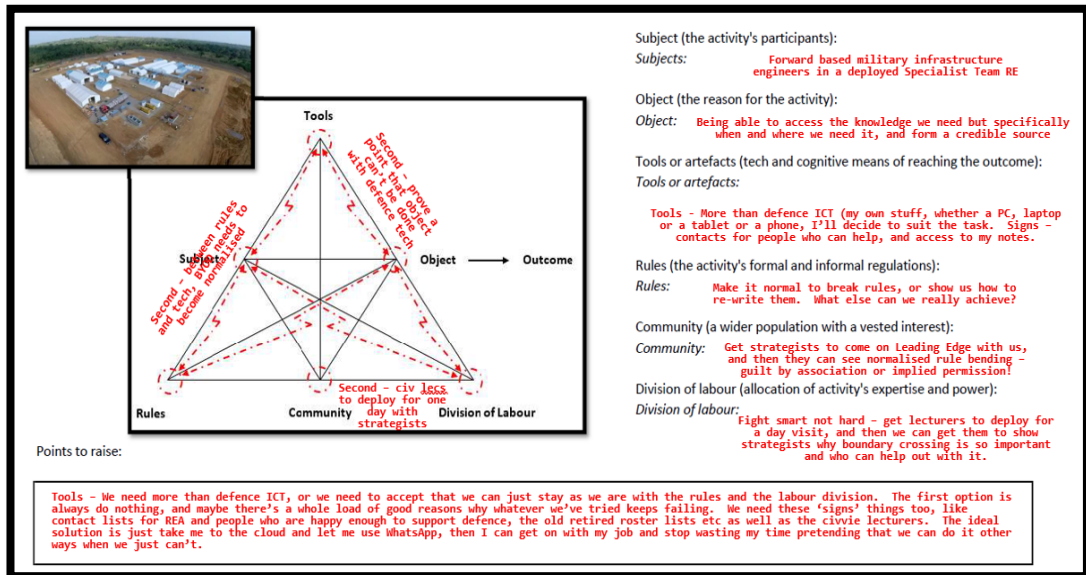 Subject (the activity's participants):
Subjects: Forward based military infrastructure
engineers in a deployed Specialist Team RE
Object (the reason for the activity):
Object: Being able to access the knowledge we need but specifically
when and where we need it, and form a credible source
Tools or artefacts (tech and cognitive means of reaching the outcome):
Tools or artefacts:
Tools - More than defence ICT (my own stuff, whether a PC, laptop
or a tablet or a phone, I'll decide to suit the task. Signs –
contacts for people who can help, and access to my notes.
Rules (the activity's formal and informal regulations):
Rules: Make it normal to break rules, or show us how to
re-write them. What else can we really achieve?
Community (a wider population with a vested interest):
Community: Get strategists to come on Leading Edge with us,
and then they can see normalised rule bending –
guilt by association or implied permission!
Division of labour (allocation of activity's expertise and power):
Division of labour: Fight smart not hard – get lecturers to deploy for
a day visit, and then we can get them to show
strategists why boundary crossing is so important
and who can help out with it.
Tools
Second – prove a
point that object
can't be done
with defence tech
Second – between rules
and tech, BYOD needs to
become normalised
Subject
Object
Outcome
Second – civ lecs
to deploy for one
day with
strategists
Rules
Community
Division of Labour
Points to raise:
Tools – We need more than defence ICT, or we need to accept that we can just stay as we are with the rules and the labour division. The first option is
always do nothing, and maybe there's a whole load of good reasons why whatever we've tried keeps failing. We need these 'signs' things too, like
contact lists for REA and people who are happy enough to support defence, the old retired roster lists etc as well as the civvie lecturers. The ideal
solution is just take me to the cloud and let me use WhatsApp, then I can get on with my job and stop wasting my time pretending that we can do it other
ways when we just can't.